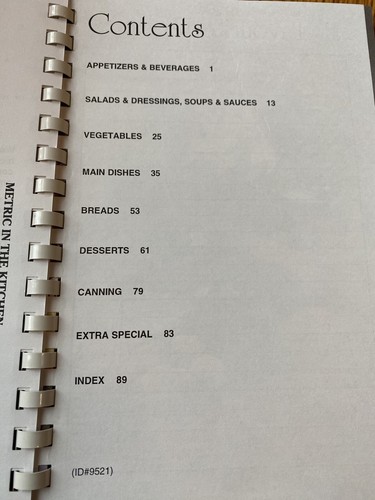 Contents
APPETIZERS & BEVERAGES 1
SALADS & DRESSINGS, SOUPS & SAUCES 13
VEGETABLES 25
MAIN DISHES 35
BREADS 53
DESSERTS 61
CANNING 79
EXTRA SPECIAL 83
INDEX 89
(ID#9521)
METRIC IN THE KITCHEN